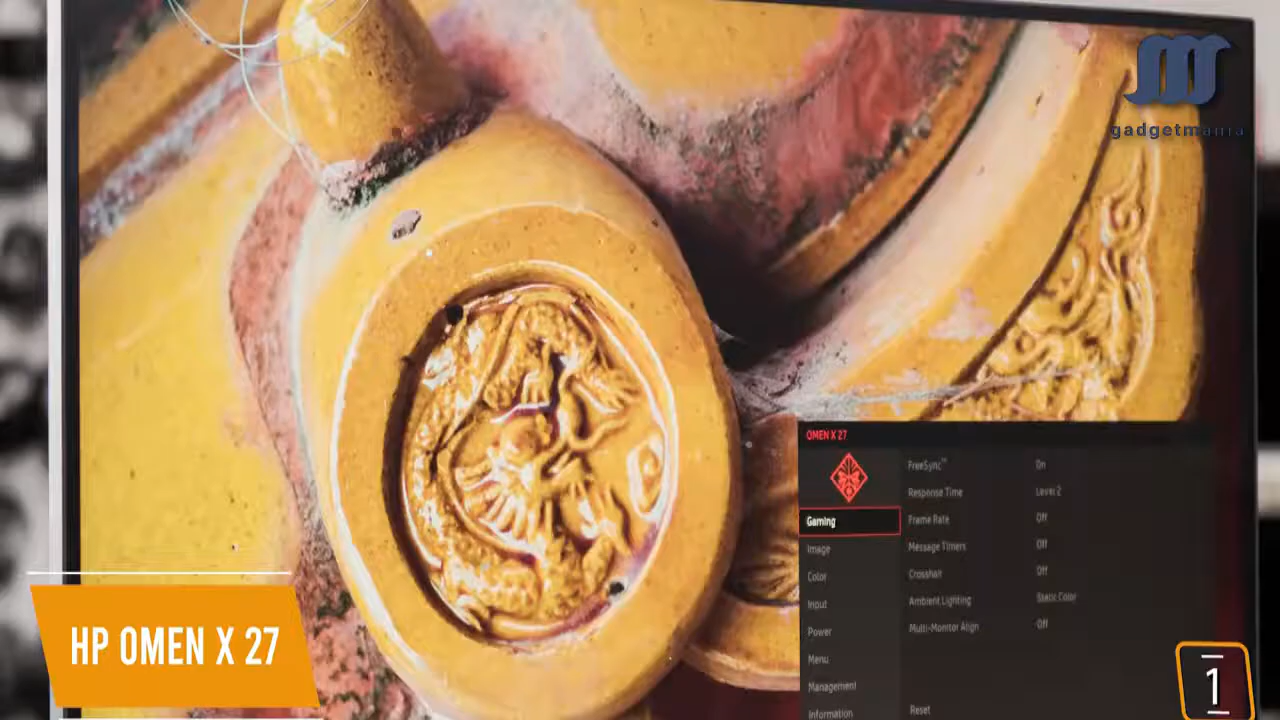 gadgetmania
OMEN X 27
FreeSync™ On
Response Time Level 2
Gaming Frame Rate Off
Image Message Timers Off
Color Crosshair Off
Input Ambient Lighting Static Color
Power Multi-Monitor Align Off
Menu
Management
Information Reset
HP OMEN X 27
1